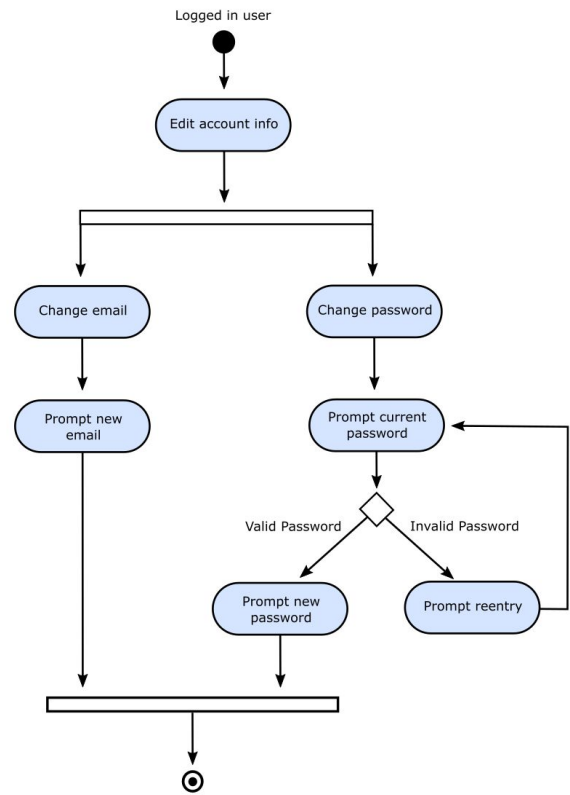 Logged in user
Edit account info
Change email
Change password
Prompt new
email
Prompt current
password
Valid Password
Invalid Password
Prompt new
password
Prompt reentry